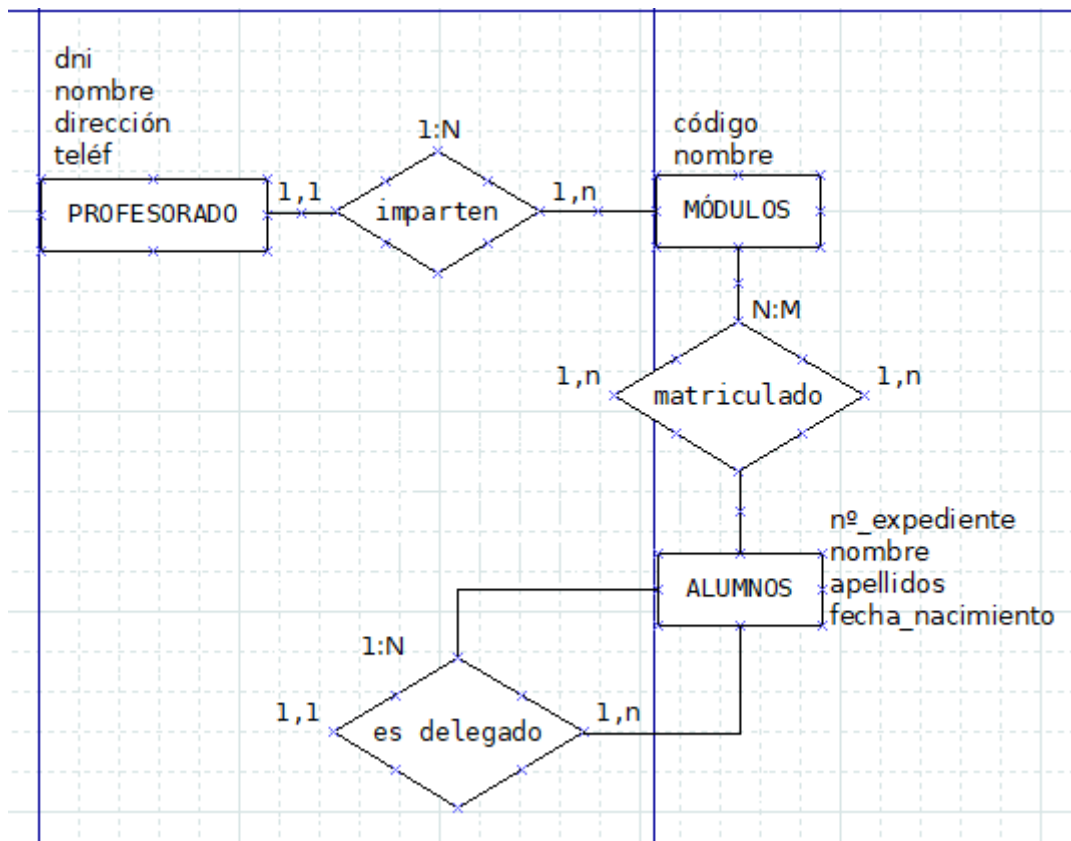 dni
nombre
dirección
teléf
1:N
código
nombre
PROFESORADO
1,1
imparten
1,n
MÓDULOS
N:M
1,n
matriculado
1,n
nº_expediente
nombre
ALUMNOS
apellidos
fecha_nacimiento
1:N
1,1
es delegado
1,n